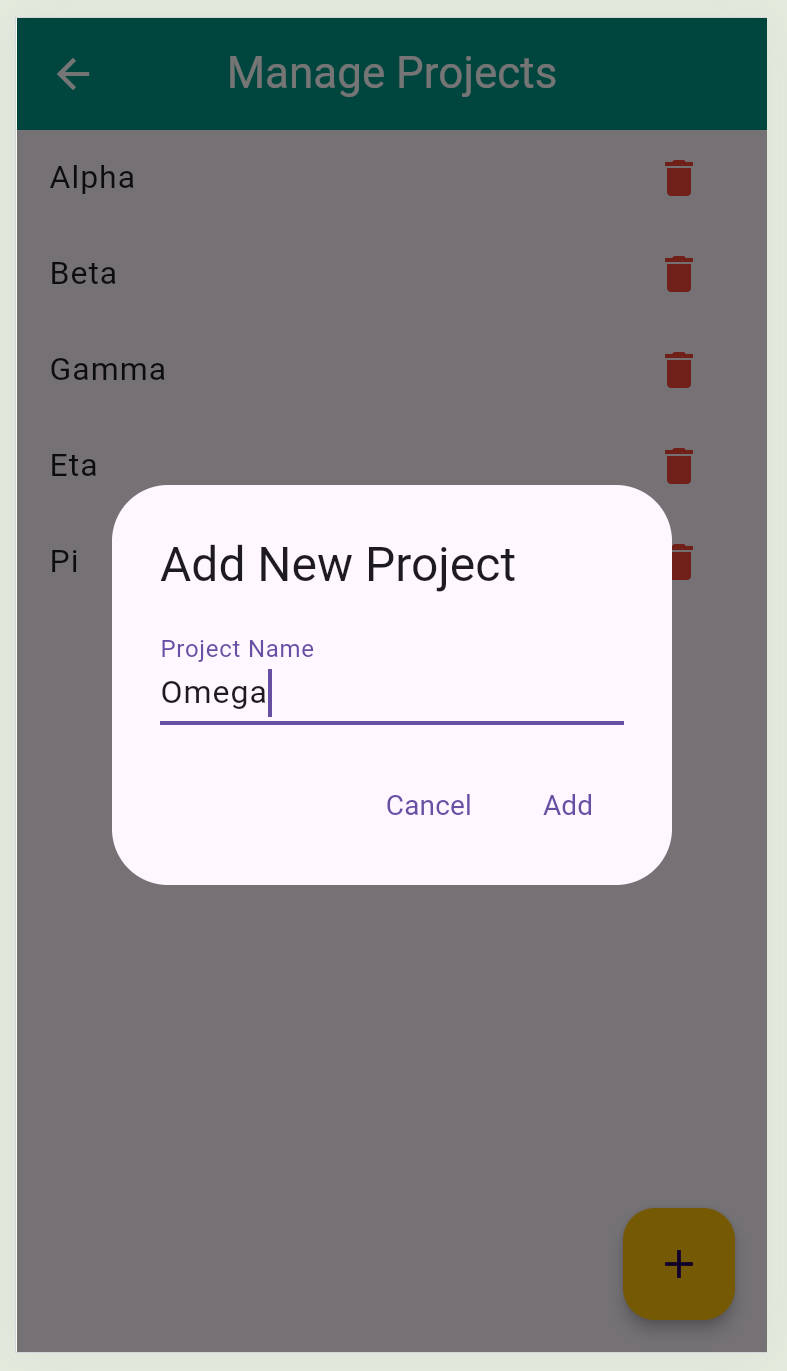 Manage Projects
Alpha
Beta
Gamma
Eta
Pi
Add New Project
Project Name
Omega
Cancel Add